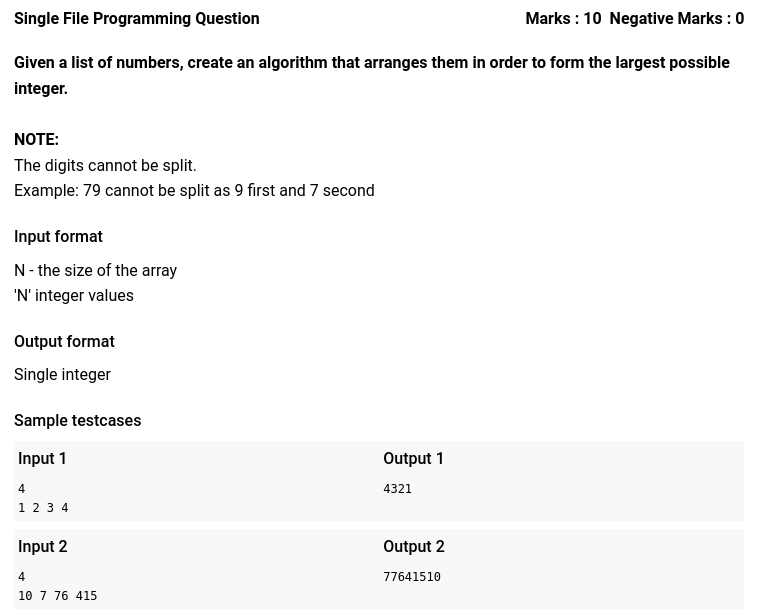 Single File Programming Question Marks : 10 Negative Marks : 0
Given a list of numbers, create an algorithm that arranges them in order to form the largest possible
integer.
NOTE:
The digits cannot be split.
Example: 79 cannot be split as 9 first and 7 second
Input format
N - the size of the array
'N' integer values
Output format
Single integer
Sample testcases
Input 1 Output 1
4 4321
1 2 3 4
Input 2 Output 2
4 77641510
10 7 76 415